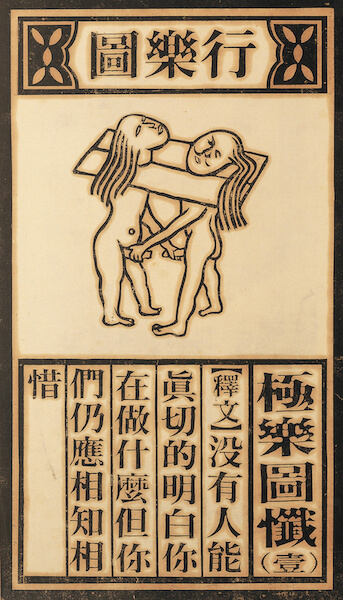 行樂圖
極樂圖懺(壹)
【釋文】没有人能
眞切的明白你
在做什麼但你
們仍應相知相
惜